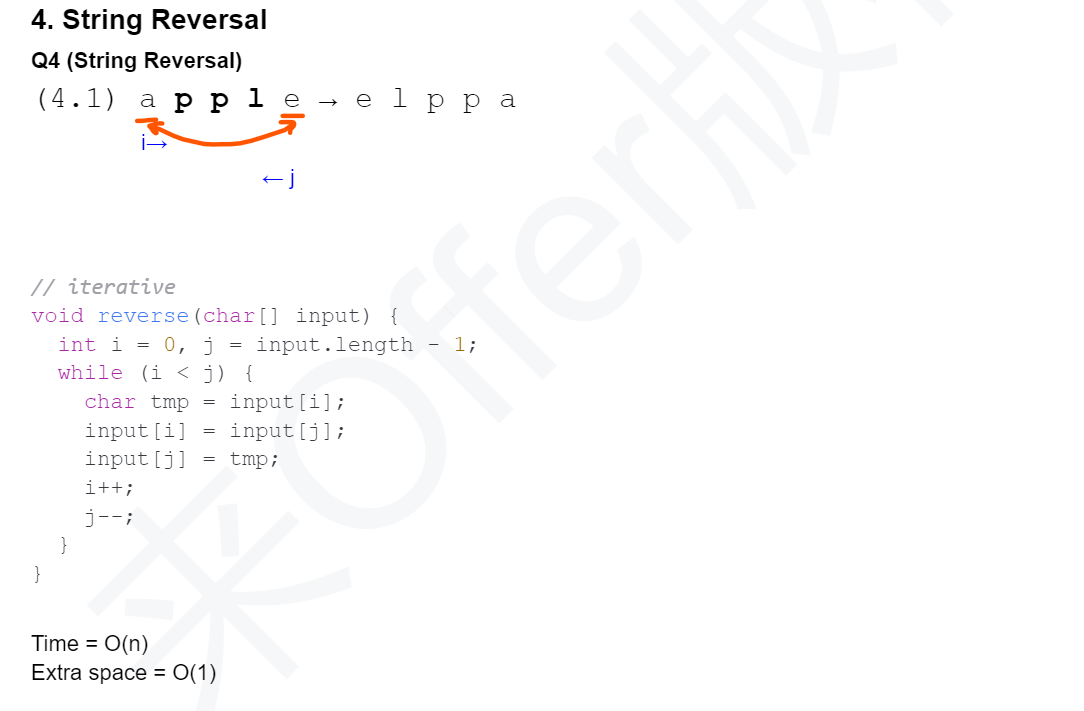 4. String Reversal
Q4 (String Reversal)
(4.1) a p p l e → e l p p a
i→
←j
// iterative
void reverse(char[] input) {
  int i = 0, j = input.length - 1;
  while (i < j) {
    char tmp = input[i];
    input[i] = input[j];
    input[j] = tmp;
    i++;
    j--;
  }
}
Time = O(n)
Extra space = O(1)
来Offer版